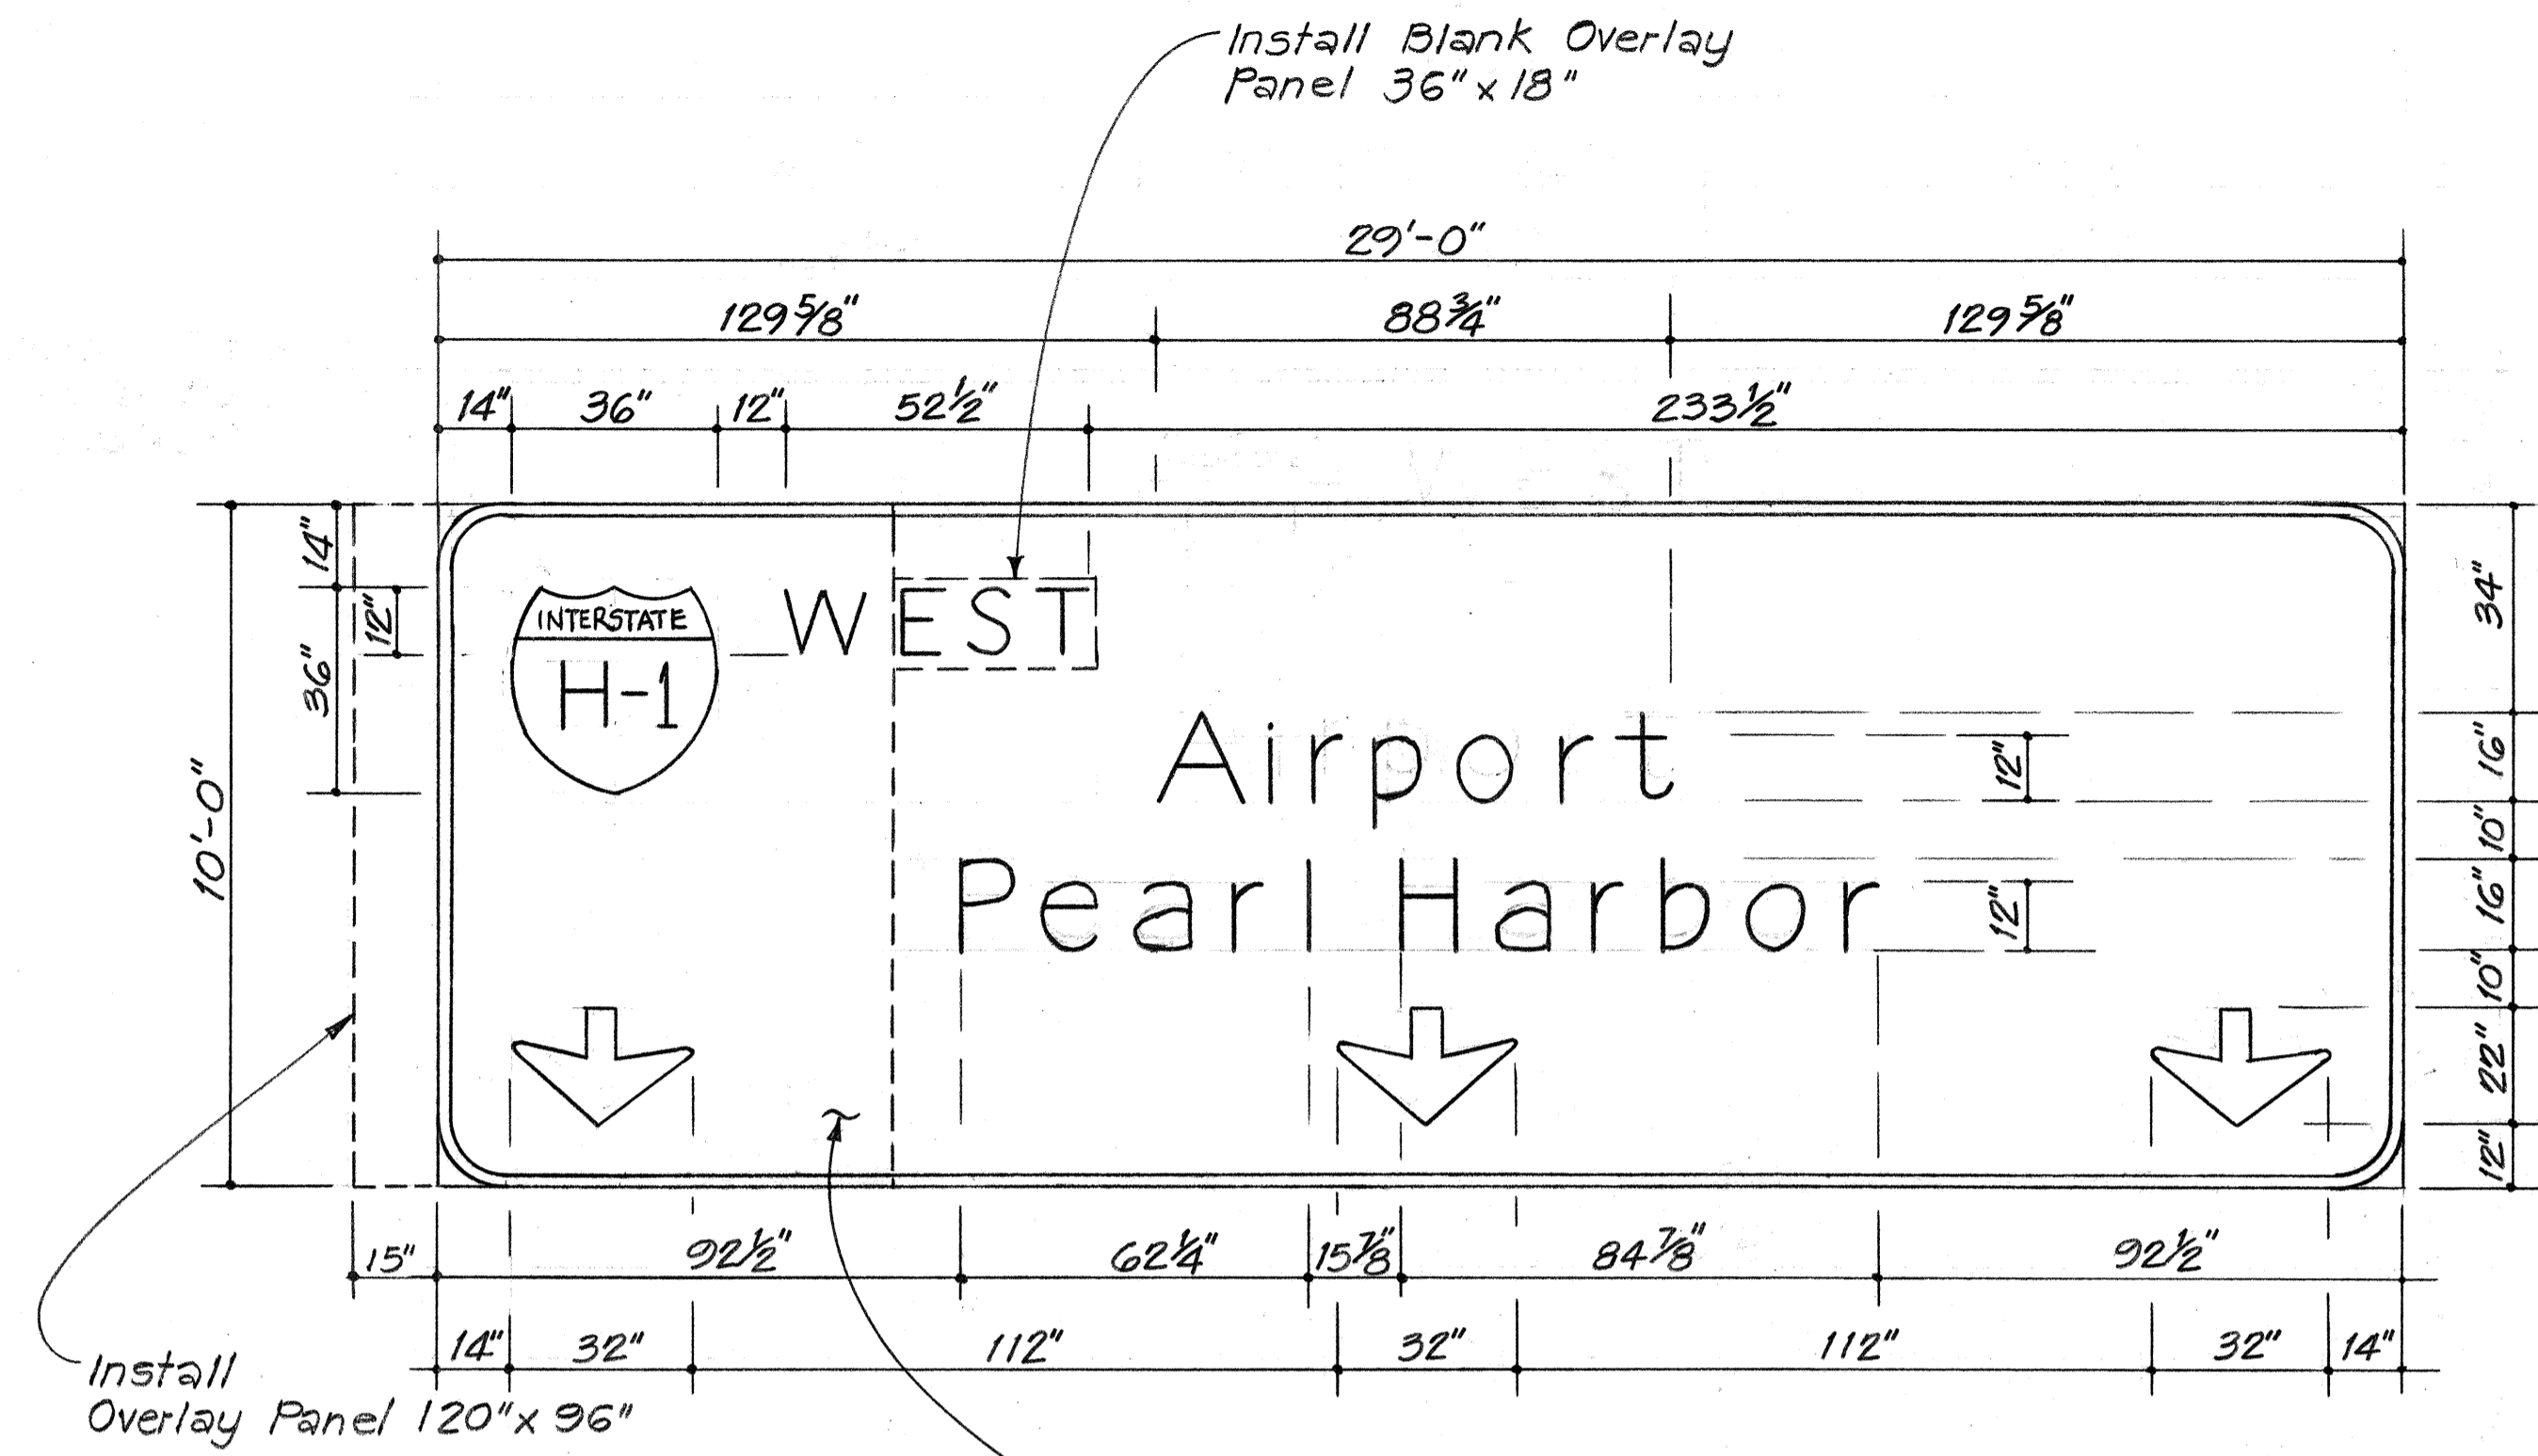 Install Blank Overlay
Panel 36" x 18"
29'-0"
129 5/8" 88 3/4" 129 5/8"
14" 36" 12" 52 1/2" 233 1/2"
14"
12"
36"
10'-0"
INTERSTATE
H-1
WEST
Airport
Pearl Harbor
12"
12"
34"
16"
10"
16"
10"
22"
12"
15" 92 1/2" 62 1/4" 15 7/8" 84 7/8" 92 1/2"
14" 32" 112" 32" 112" 32" 14"
Install
Overlay Panel 120" x 96"